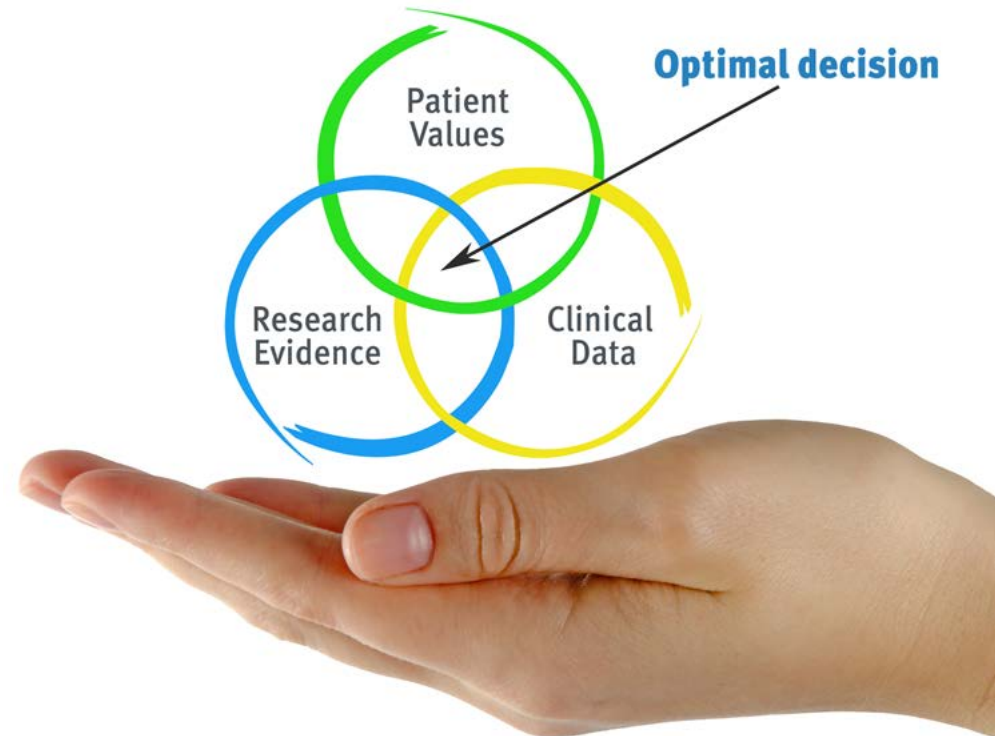 Optimal decision
Patient
Values
Research
Evidence
Clinical
Data